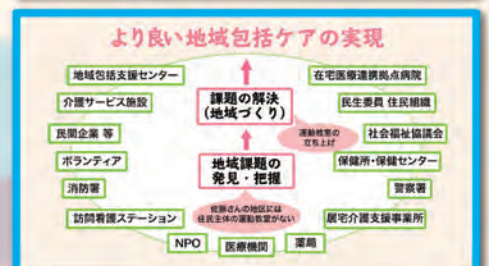 より良い地域包括ケアの実現
地域包括支援センター
在宅医療連携拠点病院
介護サービス施設
課題の解決
(地域づくり)
民生委員 住民組織
民間企業 等
運動教室の
立ち上げ
社会福祉協議会
ボランティア
地域課題の
発見・把握
保健所・保健センター
消防署
警察署
佐藤さんの地区には
住民主体の運動教室がない
訪問看護ステーション
居宅介護支援事業所
NPO
医療機関
薬局